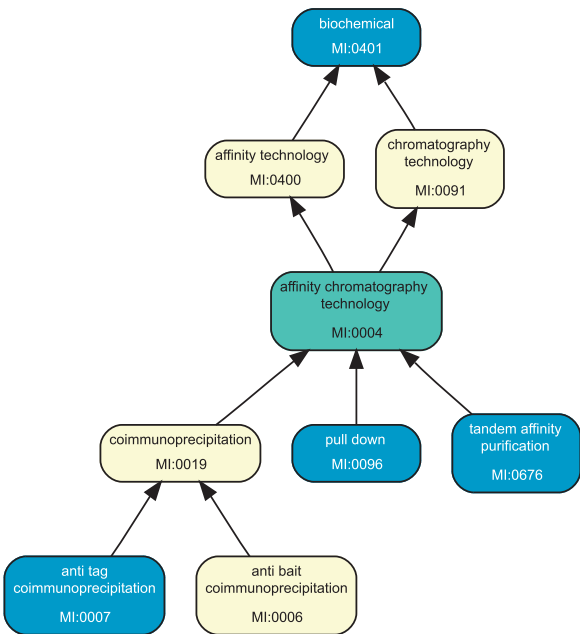 biochemical
MI:0401
affinity technology
MI:0400
chromatography
technology
MI:0091
affinity chromatography
technology
MI:0004
coimmunoprecipitation
MI:0019
pull down
MI:0096
tandem affinity
purification
MI:0676
anti tag
coimmunoprecipitation
MI:0007
anti bait
coimmunoprecipitation
MI:0006